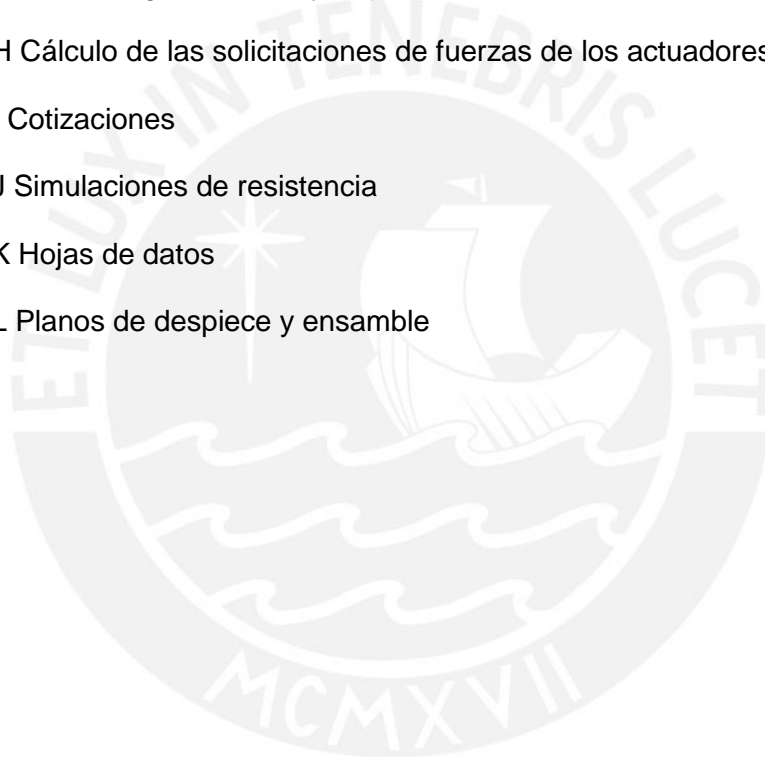 H Cálculo de las solicitaciones de fuerzas de los actuadores
Cotizaciones
J Simulaciones de resistencia
K Hojas de datos
L Planos de despiece y ensamble
ET LUX IN TENEBRIS LUCET
MCMXVII